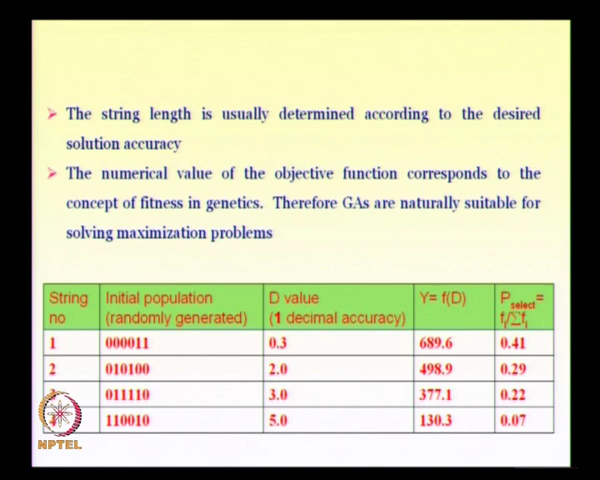 The string length is usually determined according to the desired
solution accuracy
The numerical value of the objective function corresponds to the
concept of fitness in genetics. Therefore GAs are naturally suitable for
solving maximization problems
String no | Initial population (randomly generated) | D value (1 decimal accuracy) | Y= f(D) | Pselect= fi/Σfi
1 | 000011 | 0.3 | 689.6 | 0.41
2 | 010100 | 2.0 | 498.9 | 0.29
011110 | 3.0 | 377.1 | 0.22
110010 | 5.0 | 130.3 | 0.07
NPTEL